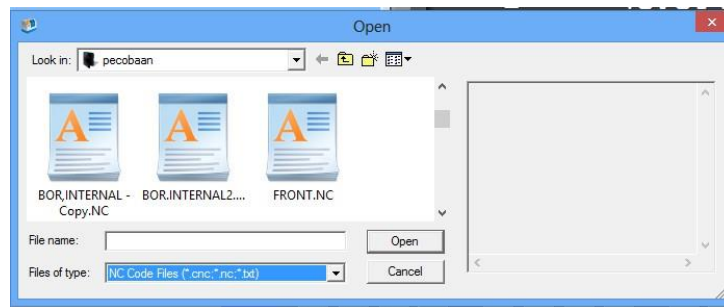 Open
Look in: pecobaan
A A A
BOR,INTERNAL - BOR.INTERNAL2.... FRONT.NC
Copy.NC
File name: Open
Files of type: NC Code Files (*.cnc;*.nc;*.txt) Cancel